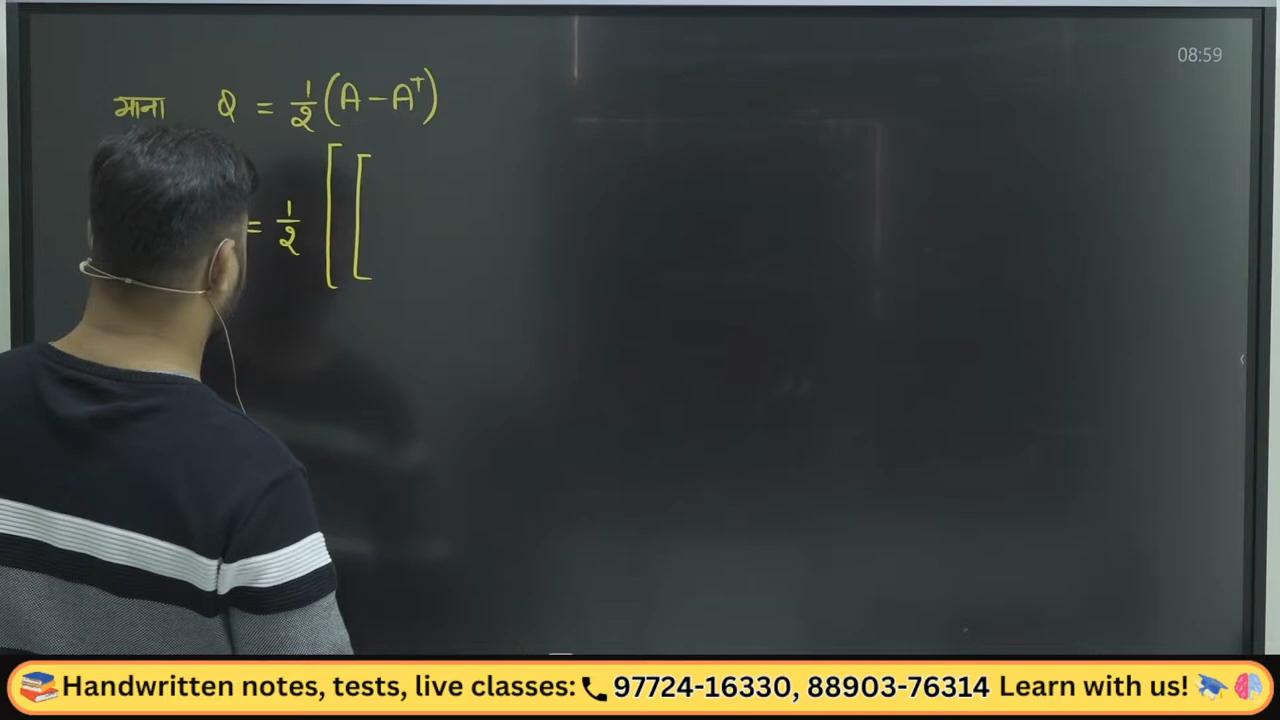 08:59
माना Q = 1/2 (A - Aᵀ)
= 1/2 [ [
Handwritten notes, tests, live classes: 97724-16330, 88903-76314 Learn with us!